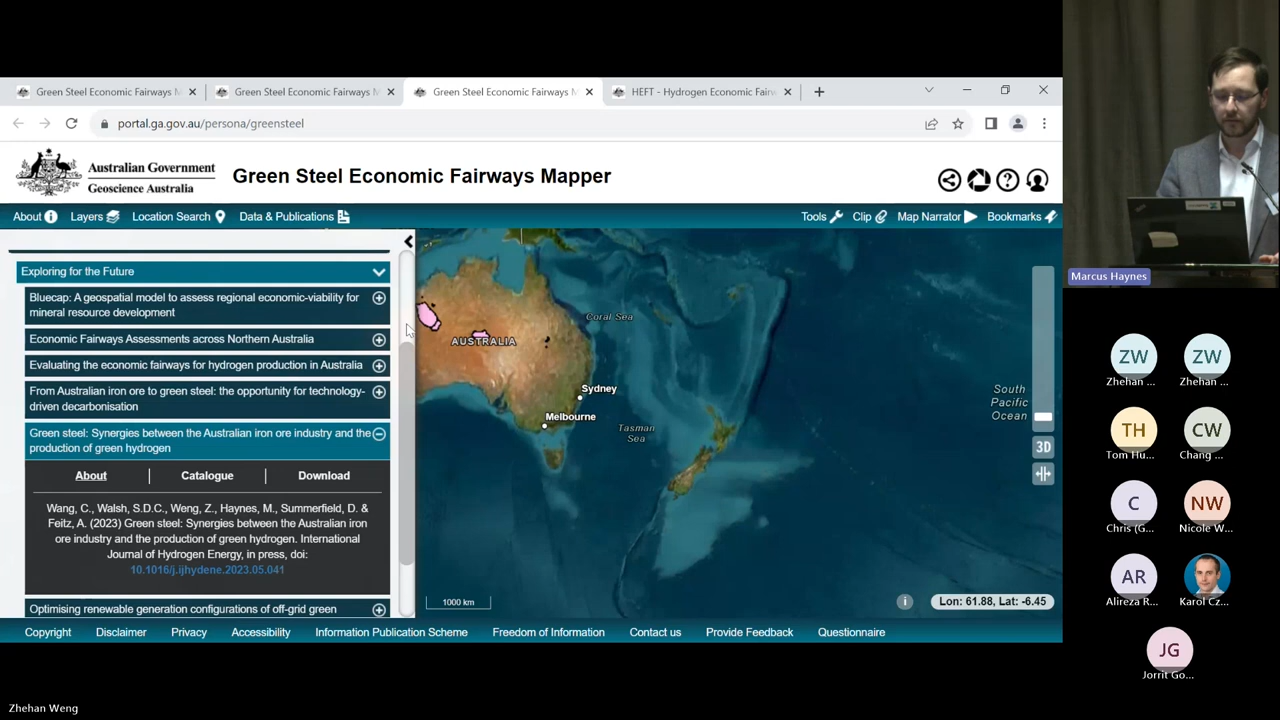 Green Steel Economic Fairways M
Green Steel Economic Fairways M
Green Steel Economic Fairways M
HEFT - Hydrogen Economic Fairw
portal.ga.gov.au/persona/greensteel
Australian Government
Geoscience Australia
Green Steel Economic Fairways Mapper
About
Layers
Location Search
Data & Publications
Tools
Clip
Map Narrator
Bookmarks
Exploring for the Future
Bluecap: A geospatial model to assess regional economic-viability for
mineral resource development
Economic Fairways Assessments across Northern Australia
Evaluating the economic fairways for hydrogen production in Australia
From Australian iron ore to green steel: the opportunity for technology-
driven decarbonisation
Green steel: Synergies between the Australian iron ore industry and the
production of green hydrogen
About
Catalogue
Download
Wang, C., Walsh, S.D.C., Weng, Z., Haynes, M., Summerfield, D. &
Feitz, A. (2023) Green steel: Synergies between the Australian iron
ore industry and the production of green hydrogen. International
Journal of Hydrogen Energy, in press, doi:
10.1016/j.ijhydene.2023.05.041
Optimising renewable generation configurations of off-grid green
Coral Sea
AUSTRALIA
Sydney
Melbourne
Tasman
Sea
South
Pacific
Ocean
3D
1000 km
Lon: 61.88, Lat: -6.45
Copyright
Disclaimer
Privacy
Accessibility
Information Publication Scheme
Freedom of Information
Contact us
Provide Feedback
Questionnaire
Marcus Haynes
ZW
Zhehan ...
ZW
Zhehan ...
TH
Tom Hu...
CW
Chang ...
C
Chris (G...
NW
Nicole W...
AR
Alireza R...
Karol Cz...
JG
Jorrit Go...
Zhehan Weng